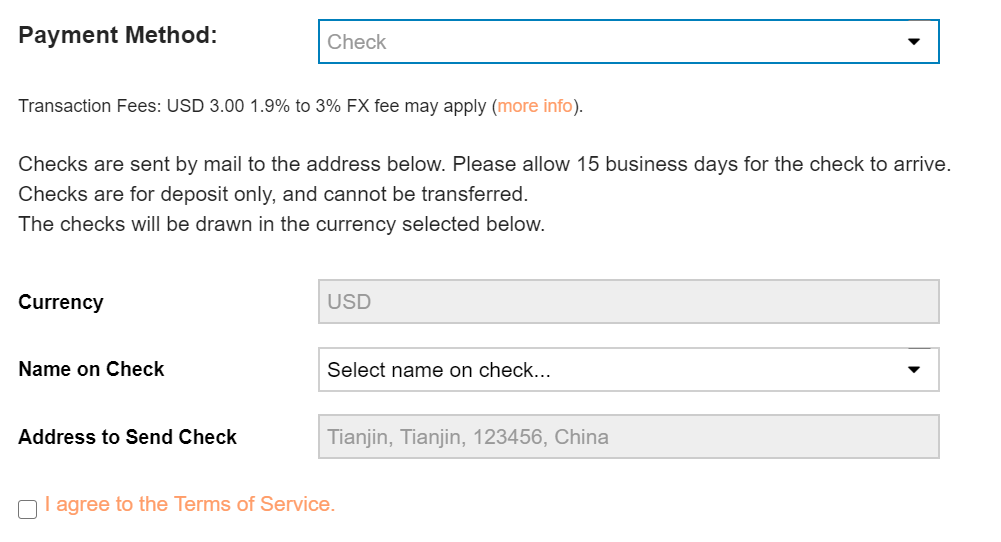 Payment Method: Check
Transaction Fees: USD 3.00 1.9% to 3% FX fee may apply (more info).
Checks are sent by mail to the address below. Please allow 15 business days for the check to arrive.
Checks are for deposit only, and cannot be transferred.
The checks will be drawn in the currency selected below.
Currency USD
Name on Check Select name on check...
Address to Send Check Tianjin, Tianjin, 123456, China
I agree to the Terms of Service.